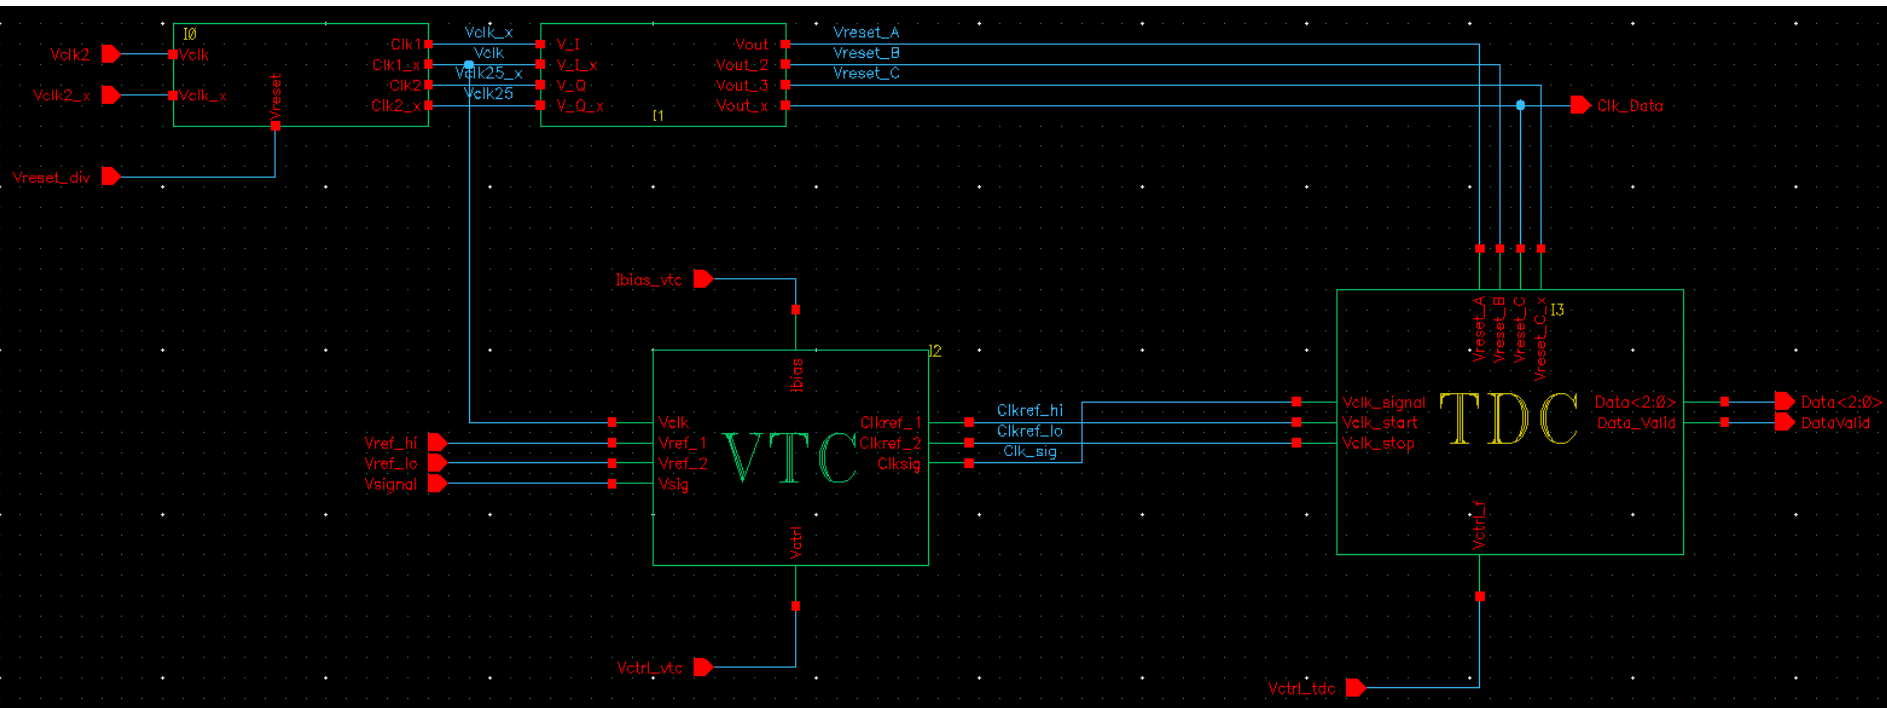 I0
Vclk2
Vclk
Vclk2_x
Vclk_x
Vreset
Vreset_div
Clk1
Clk1_x
Clk2
Clk2_x
Vclk_x
Vclk
Vclk25_x
Vclk25
V_I
V_I_x
V_Q
V_Q_x
I1
Vout
Vout_2
Vout_3
Vout_x
Vreset_A
Vreset_B
Vreset_C
Clk_Data
Ibias_vtc
Ibias
I2
Vref_hi
Vref_lo
Vsignal
Vclk
Vref_1
Vref_2
Vsig
VTC
Clkref_1
Clkref_2
Clksig
Vctrl
Vctrl_vtc
Clkref_hi
Clkref_lo
Clk_sig
Vreset_A
Vreset_B
Vreset_C
Vreset_C_x
I3
Vclk_signal
Vclk_start
Vclk_stop
TDC
Data<2:0>
Data_Valid
Data<2:0>
DataValid
Vctrl_f
Vctrl_tdc